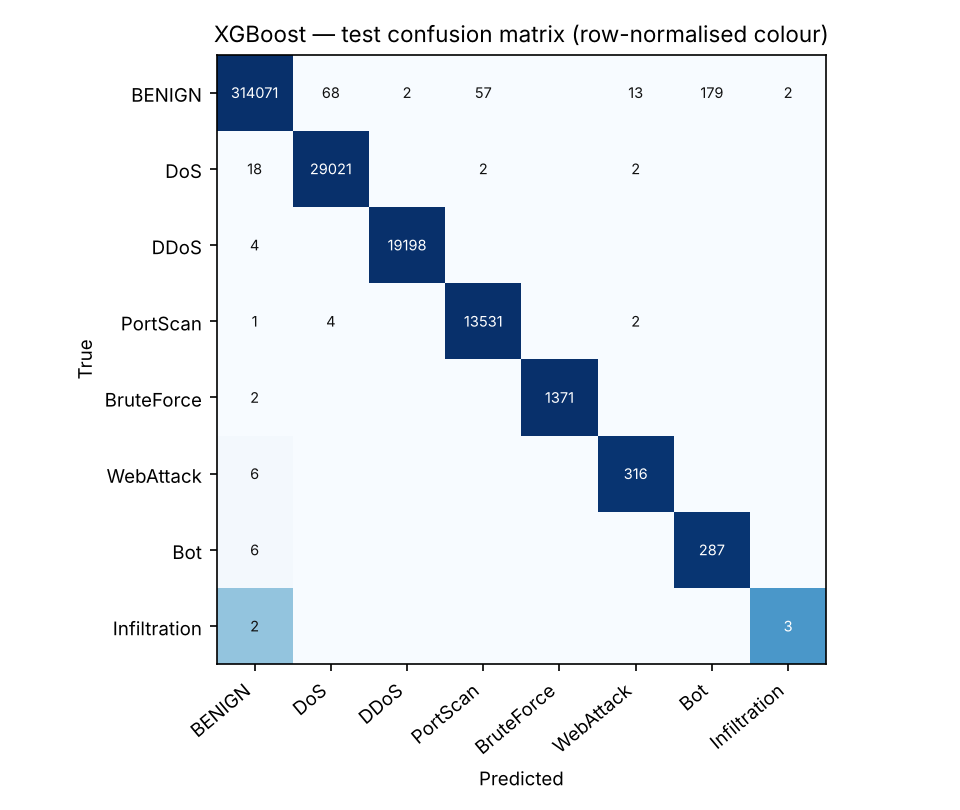 XGBoost — test confusion matrix (row-normalised colour)
BENIGN 314071 68 2 57 13 179 2
DoS 18 29021 2 2
DDoS 4 19198
PortScan 1 4 13531 2
BruteForce 2 1371
WebAttack 6 316
Bot 6 287
Infiltration 2 3
True
BENIGN DoS DDoS PortScan BruteForce WebAttack Bot Infiltration
Predicted